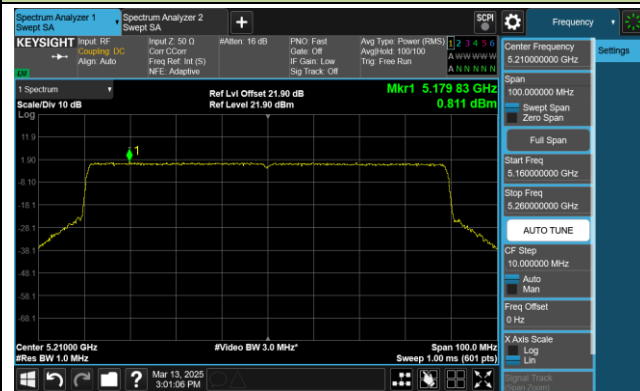 Spectrum Analyzer 1
Swept SA
Spectrum Analyzer 2
Swept SA
+
SCPI
Frequency
KEYSIGHT
Input: RF
Coupling: DC
Align: Auto
Input Z: 50 Ω
Corr CCorr
Freq Ref: Int (S)
NFE: Adaptive
#Atten: 16 dB
PNO: Fast
Gate: Off
IF Gain: Low
Sig Track: Off
Avg Type: Power (RMS)
Avg|Hold: 100/100
Trig: Free Run
1 2 3 4 5 6
A W W W W W
A N N N N N
LXI
1 Spectrum
Scale/Div 10 dB
Log
Ref Lvl Offset 21.90 dB
Ref Level 21.90 dBm
Mkr1 5.179 83 GHz
0.811 dBm
11.9
1.90
-8.10
-18.1
-28.1
-38.1
-48.1
-58.1
-68.1
1
Center 5.21000 GHz
#Res BW 1.0 MHz
#Video BW 3.0 MHz*
Span 100.0 MHz
Sweep 1.00 ms (601 pts)
Mar 13, 2025
3:01:06 PM
?
Center Frequency
5.210000000 GHz
Settings
Span
100.000000 MHz
Swept Span
Zero Span
Full Span
Start Freq
5.160000000 GHz
Stop Freq
5.260000000 GHz
AUTO TUNE
CF Step
10.000000 MHz
Auto
Man
Freq Offset
0 Hz
X Axis Scale
Log
Lin
Signal Track
(Span Zoom)